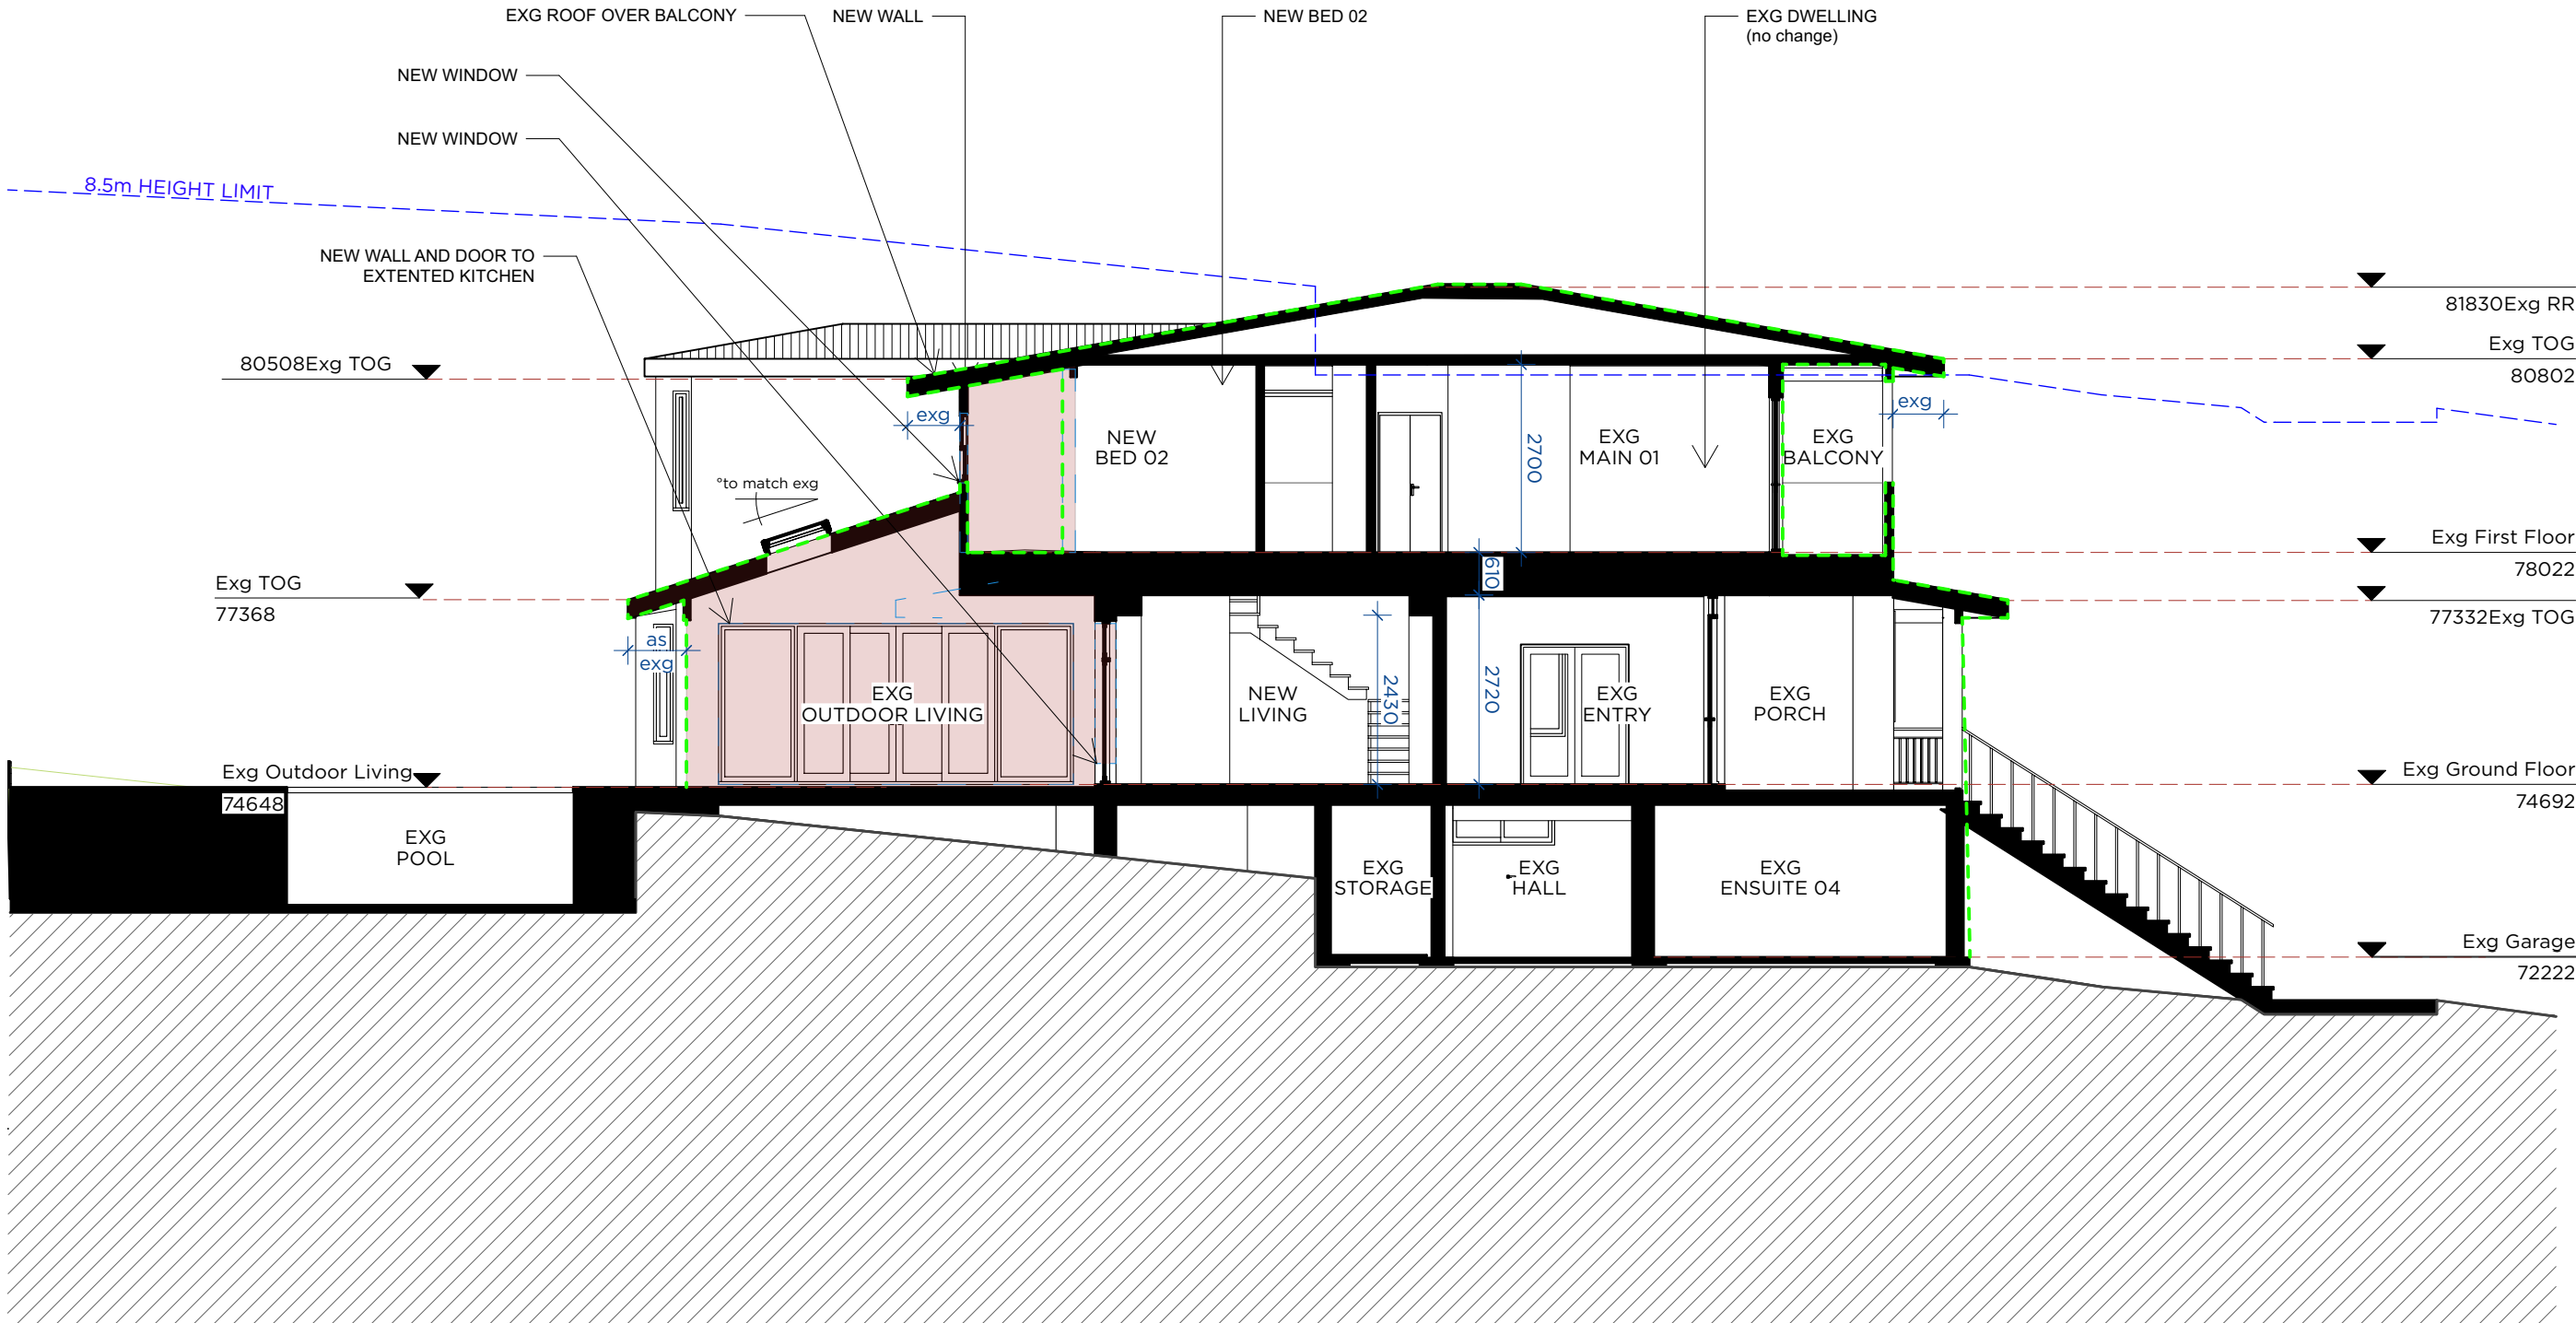 EXG ROOF OVER BALCONY
NEW WALL
NEW BED 02
EXG DWELLING
(no change)
NEW WINDOW
NEW WINDOW
8.5m HEIGHT LIMIT
NEW WALL AND DOOR TO
EXTENTED KITCHEN
81830Exg RR
Exg TOG
80802
80508Exg TOG
exg
exg
NEW
BED 02
2700
EXG
MAIN 01
EXG
BALCONY
°to match exg
Exg First Floor
78022
610
Exg TOG
77368
77332Exg TOG
as
exg
EXG
OUTDOOR LIVING
NEW
LIVING
2430
2720
EXG
ENTRY
EXG
PORCH
Exg Outdoor Living
74648
Exg Ground Floor
74692
EXG
POOL
EXG
STORAGE
EXG
HALL
EXG
ENSUITE 04
Exg Garage
72222